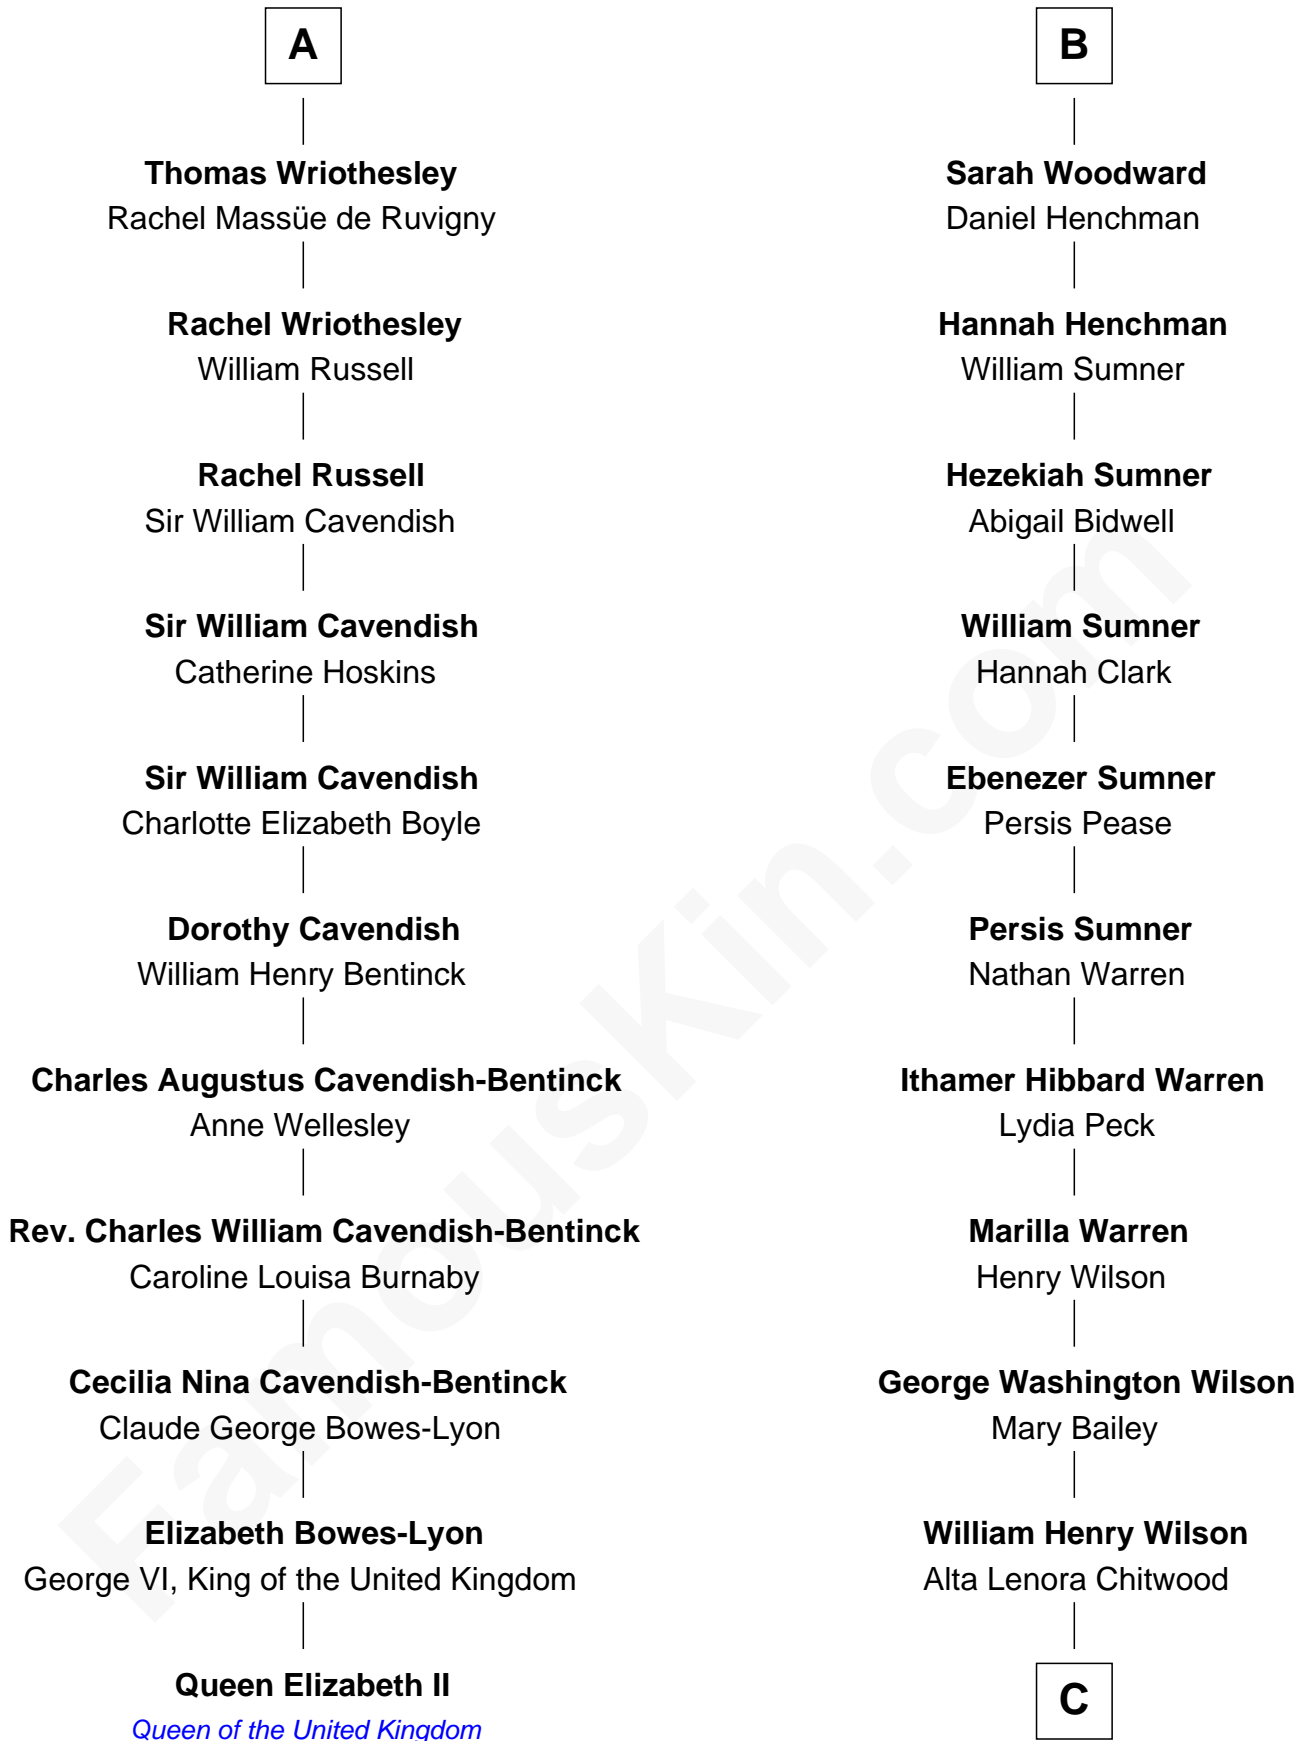 A
Thomas Wriothesley
Rachel Massüe de Ruvigny
Rachel Wriothesley
William Russell
Rachel Russell
Sir William Cavendish
Sir William Cavendish
Catherine Hoskins
Sir William Cavendish
Charlotte Elizabeth Boyle
Dorothy Cavendish
William Henry Bentinck
Charles Augustus Cavendish-Bentinck
Anne Wellesley
Rev. Charles William Cavendish-Bentinck
Caroline Louisa Burnaby
Cecilia Nina Cavendish-Bentinck
Claude George Bowes-Lyon
Elizabeth Bowes-Lyon
George VI, King of the United Kingdom
Queen Elizabeth II
Queen of the United Kingdom
B
Sarah Woodward
Daniel Henchman
Hannah Henchman
William Sumner
Hezekiah Sumner
Abigail Bidwell
William Sumner
Hannah Clark
Ebenezer Sumner
Persis Pease
Persis Sumner
Nathan Warren
Ithamer Hibbard Warren
Lydia Peck
Marilla Warren
Henry Wilson
George Washington Wilson
Mary Bailey
William Henry Wilson
Alta Lenora Chitwood
C
FamousKin.com